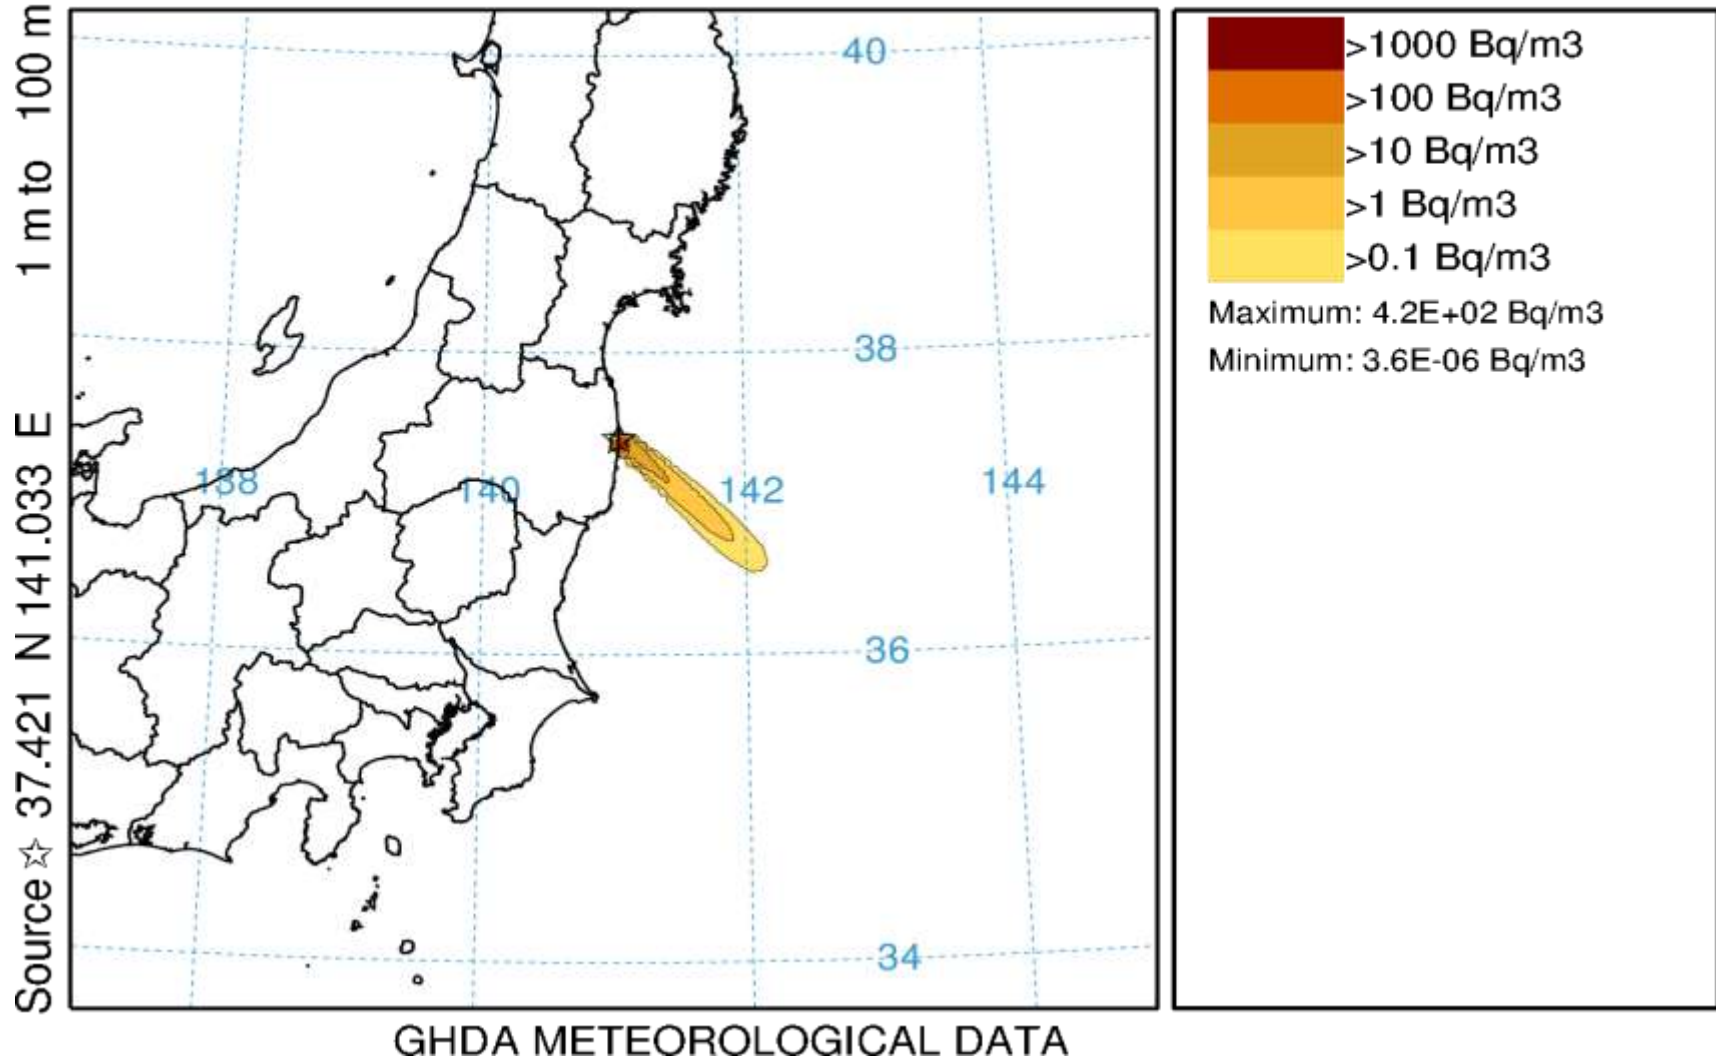 Source ☆ 37.421 N 141.033 E 1 m to 100 m
40
38
138
140
142
144
36
34
GHDA METEOROLOGICAL DATA
>1000 Bq/m3
>100 Bq/m3
>10 Bq/m3
>1 Bq/m3
>0.1 Bq/m3
Maximum: 4.2E+02 Bq/m3
Minimum: 3.6E-06 Bq/m3